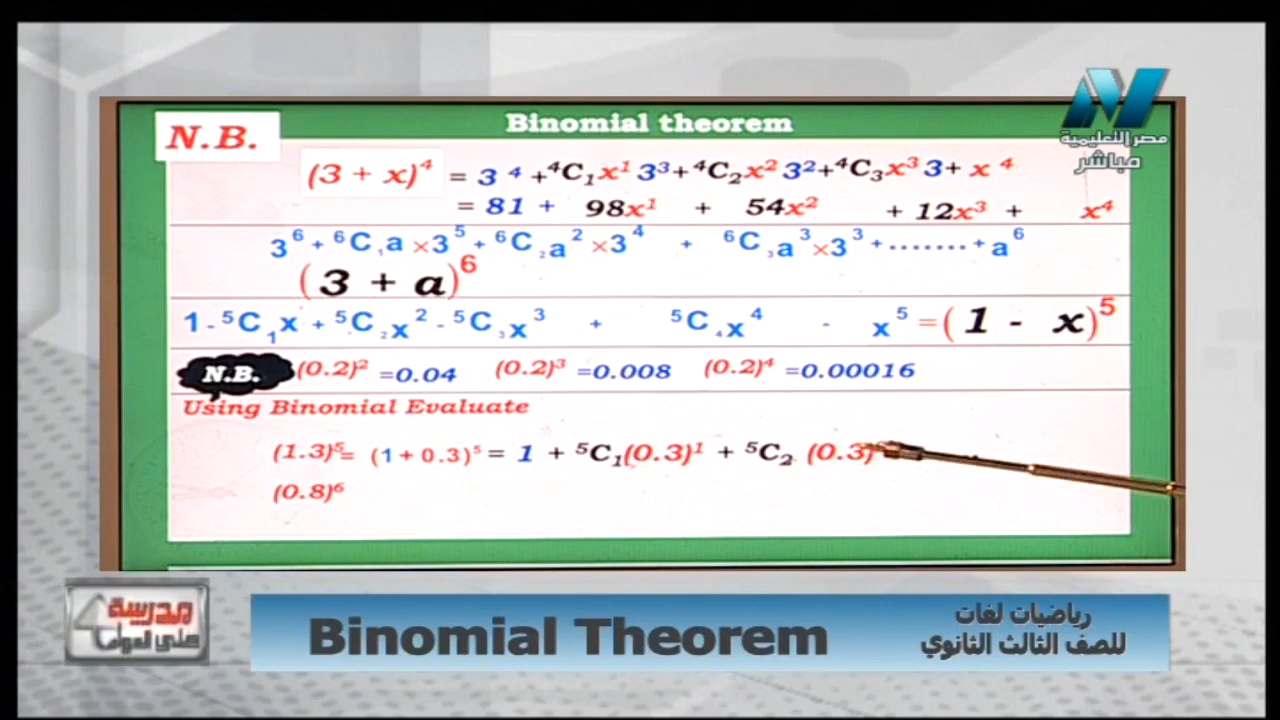 مصر التعليمية
مباشر
N.B.
Binomial theorem
(3 + x)⁴ = 3⁴ + ⁴C₁x¹ 3³ + ⁴C₂x² 3² + ⁴C₃x³ 3 + x⁴
= 81 + 98x¹ + 54x² + 12x³ + x⁴
3⁶ + ⁶C₁a ×3⁵ + ⁶C₂a² ×3⁴ + ⁶C₃a³ ×3³ + ........ + a⁶
(3 + a)⁶
1 - ⁵C₁x + ⁵C₂x² - ⁵C₃x³ + ⁵C₄x⁴ - x⁵ = (1 - x)⁵
N.B. (0.2)² =0.04 (0.2)³ =0.008 (0.2)⁴ =0.00016
Using Binomial Evaluate
(1.3)⁵= (1 + 0.3)⁵ = 1 + ⁵C₁(0.3)¹ + ⁵C₂ (0.3)
(0.8)⁶
مدرسة
على الهواء
Binomial Theorem
رياضيات لغات
للصف الثالث الثانوي